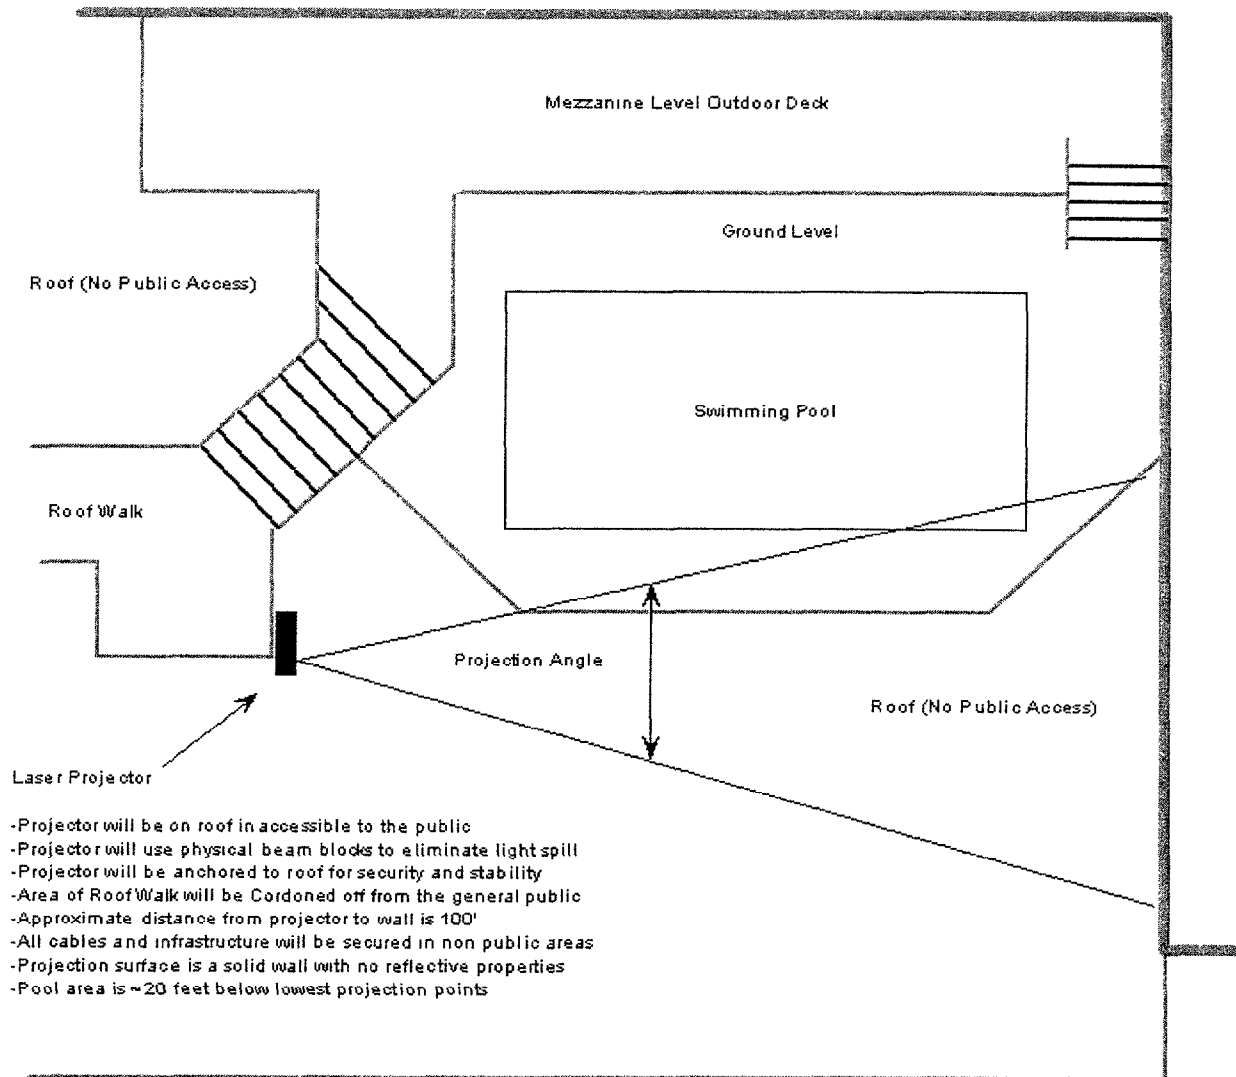 Mezzanine Level Outdoor Deck
Ground Level
Roof (No Public Access)
Swimming Pool
Roof Walk
Projection Angle
Roof (No Public Access)
Laser Projector
-Projector will be on roof in accessible to the public
-Projector will use physical beam blocks to eliminate light spill
-Projector will be anchored to roof for security and stability
-Area of Roof Walk will be Cordoned off from the general public
-Approximate distance from projector to wall is 100'
-All cables and infrastructure will be secured in non public areas
-Projection surface is a solid wall with no reflective properties
-Pool area is ~20 feet below lowest projection points